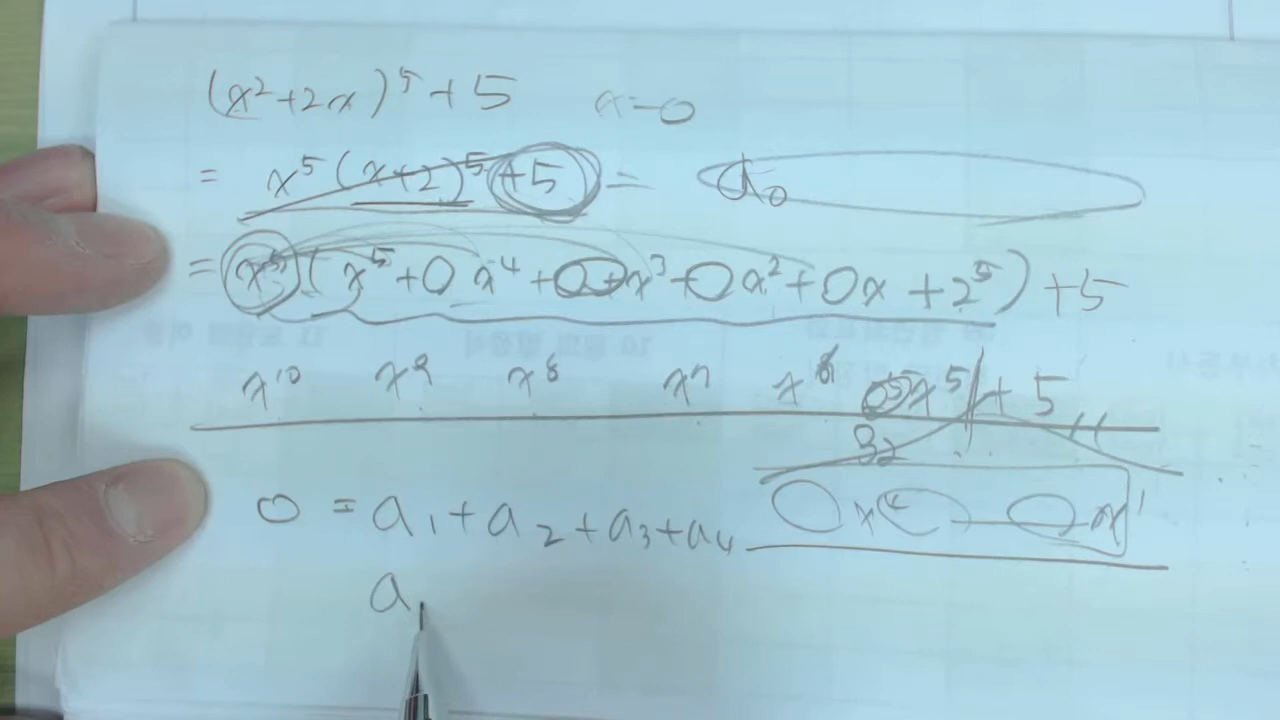 (x²+2x)⁵+5 x=0
= x⁵(x+2)⁵+5 = a₀
= x⁵(x⁵+0x⁴+0x³+0x²+0x+2⁵)+5
x¹⁰ x⁹ x⁸ x⁷ x⁶ x⁵+5
32
0 = a₁+a₂+a₃+a₄ 0x⁴ 0x¹
a